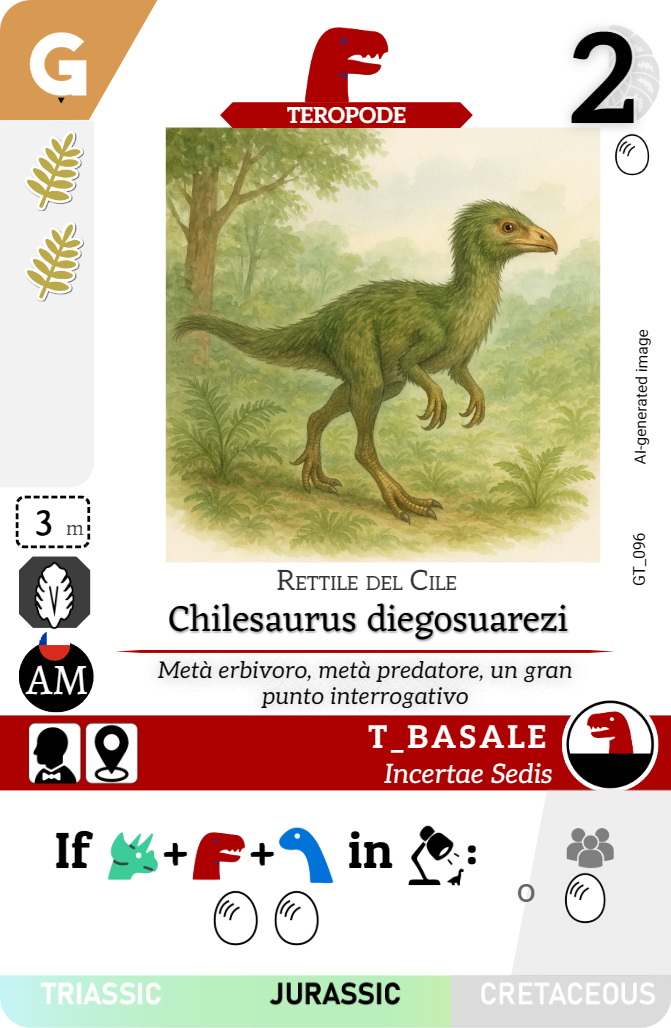 G
TEROPODE
2
AI-generated image
GT_096
3 m
AM
RETTILE DEL CILE
Chilesaurus diegosuarezi
Metà erbivoro, metà predatore, un gran
punto interrogativo
T_BASALE
Incertae Sedis
If + + in :
o
TRIASSIC JURASSIC CRETACEOUS